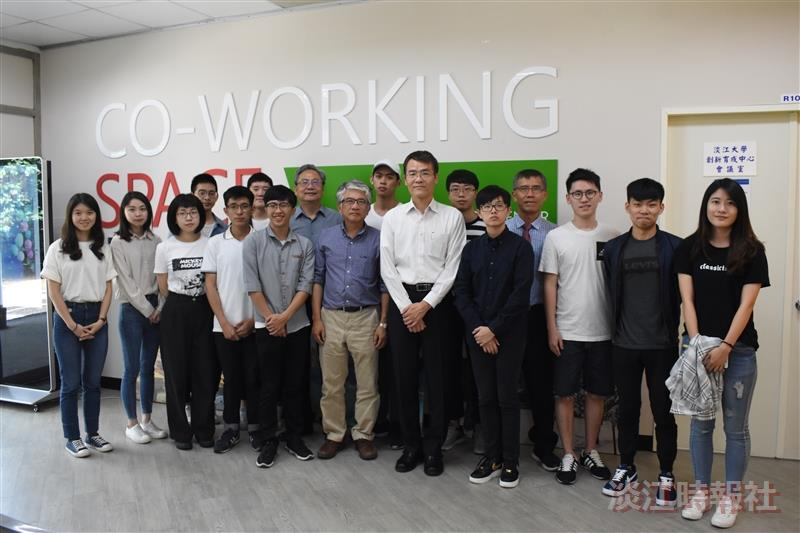 CO-WORKING
SPACE
R10
淡江大學
創新育成中心
會議室
MICKEY
MOUSE
LEVI'S
classic
淡江時報社